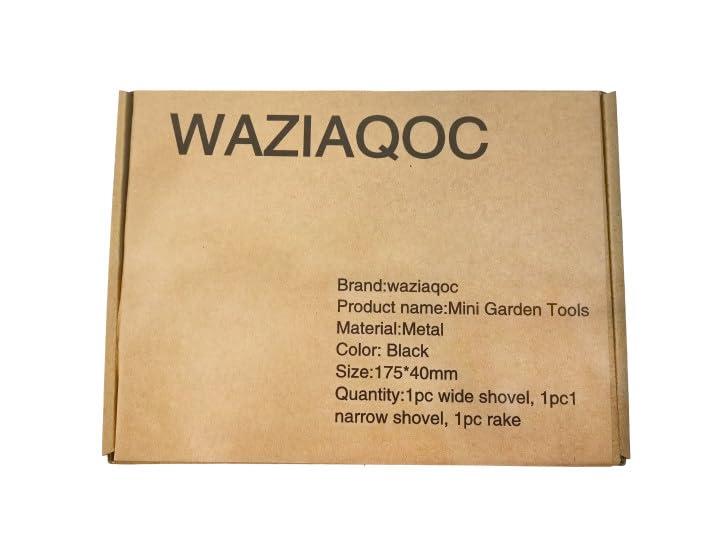 WAZIAQOC
Brand:waziaqoc
Product name:Mini Garden Tools
Material:Metal
Color: Black
Size:175*40mm
Quantity:1pc wide shovel, 1pc1
narrow shovel, 1pc rake